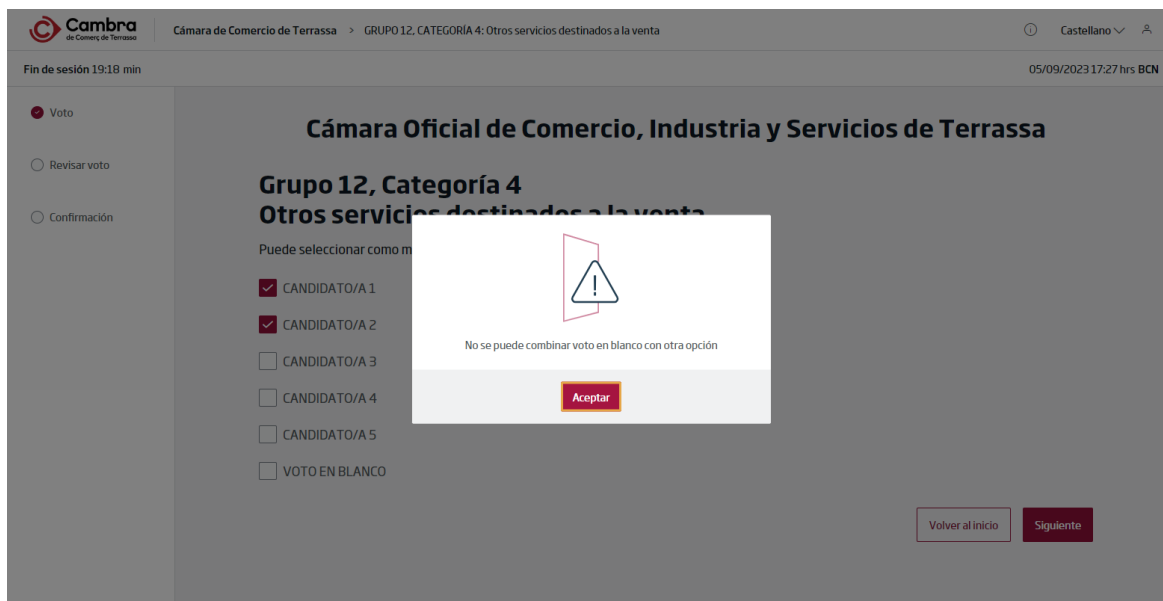 Cambra
de Comerç de Terrassa
Cámara de Comercio de Terrassa > GRUPO 12, CATEGORÍA 4: Otros servicios destinados a la venta
Castellano
Fin de sesión 19:18 min
05/09/2023 17:27 hrs BCN
Voto
Revisar voto
Confirmación
Cámara Oficial de Comercio, Industria y Servicios de Terrassa
Grupo 12, Categoría 4
Otros servicios destinados a la venta
Puede seleccionar como m
CANDIDATO/A 1
CANDIDATO/A 2
CANDIDATO/A 3
CANDIDATO/A 4
CANDIDATO/A 5
VOTO EN BLANCO
No se puede combinar voto en blanco con otra opción
Aceptar
Volver al inicio
Siguiente